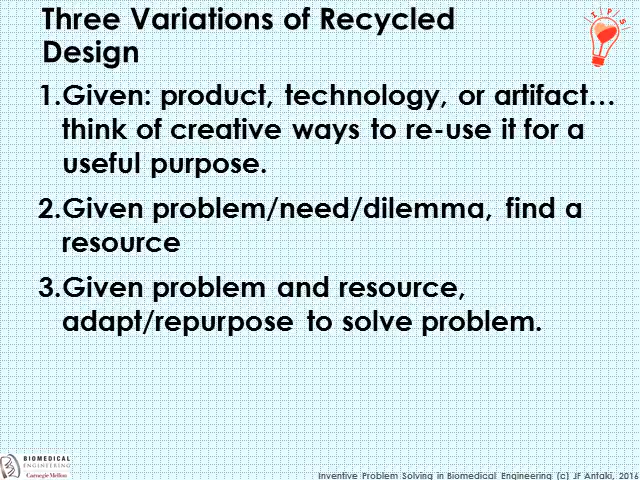 Three Variations of Recycled
Design
I P S
1.Given: product, technology, or artifact…
think of creative ways to re-use it for a
useful purpose.
2.Given problem/need/dilemma, find a
resource
3.Given problem and resource,
adapt/repurpose to solve problem.
BIOMEDICAL
ENGINEERING
Carnegie Mellon
Inventive Problem Solving in Biomedical Engineering (c) JF Antaki, 2016